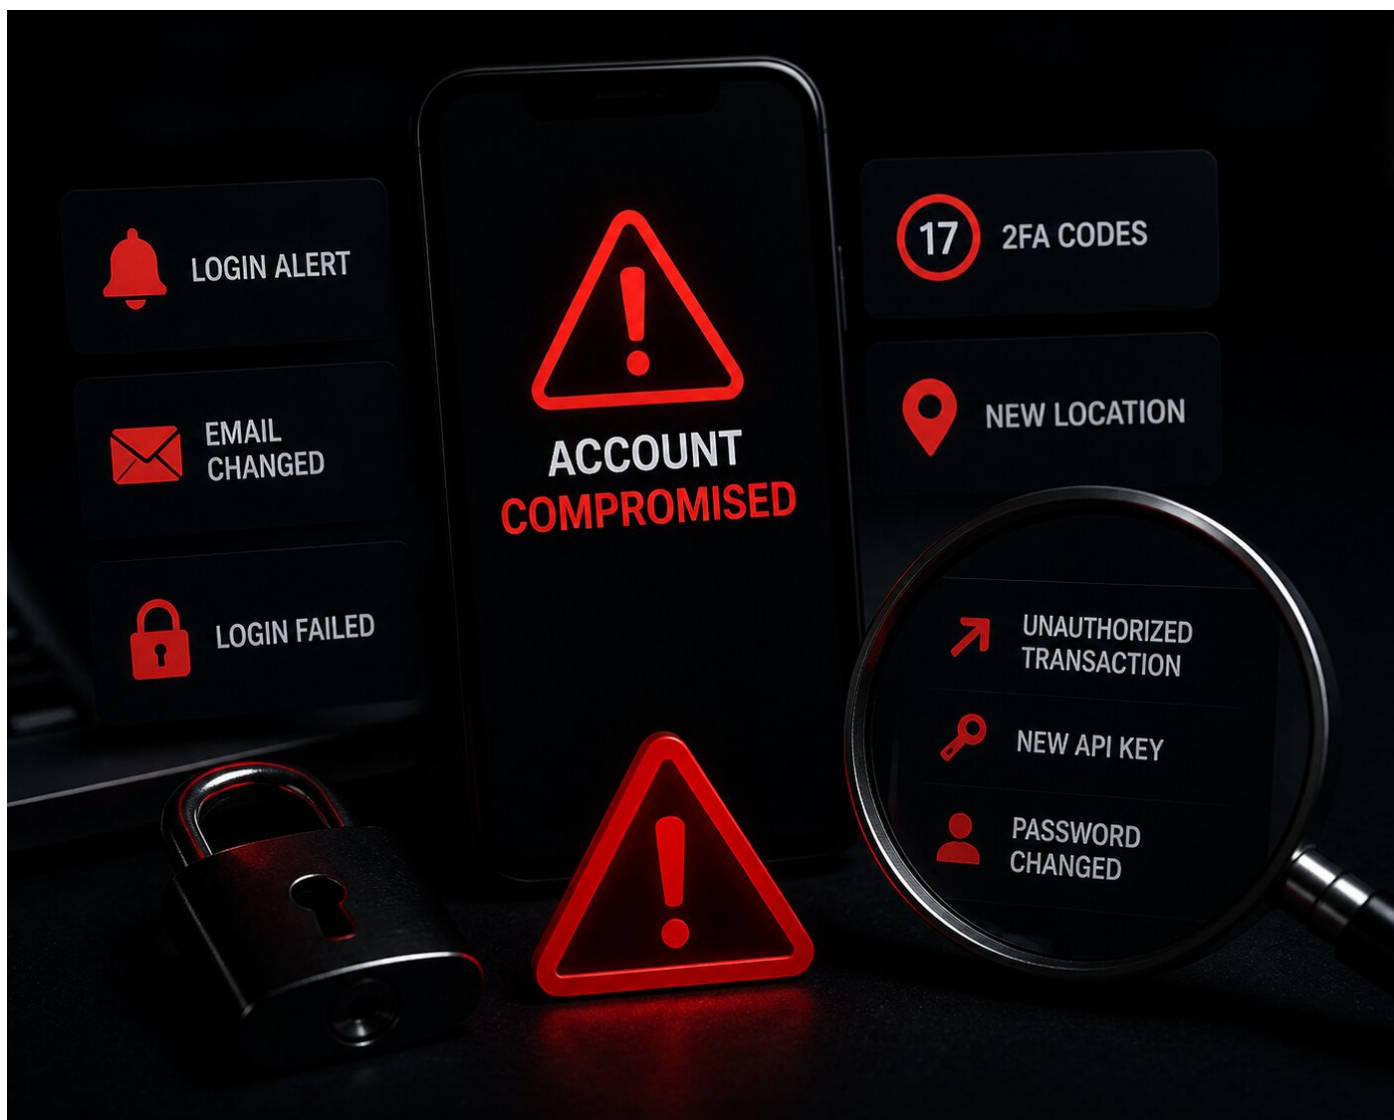 LOGIN ALERT
EMAIL
CHANGED
LOGIN FAILED
ACCOUNT
COMPROMISED
17
2FA CODES
NEW LOCATION
UNAUTHORIZED
TRANSACTION
NEW API KEY
PASSWORD
CHANGED